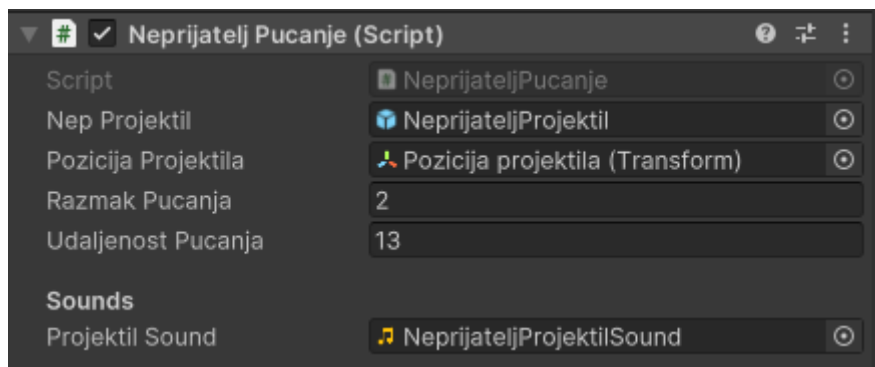 Neprijatelj Pucanje (Script)
Script NeprijateljPucanje
Nep Projektil NeprijateljProjektil
Pozicija Projektila Pozicija projektila (Transform)
Razmak Pucanja 2
Udaljenost Pucanja 13
Sounds
Projektil Sound NeprijateljProjektilSound